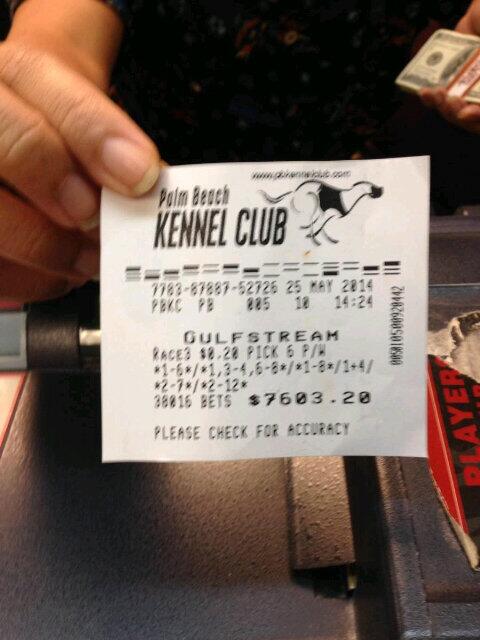 www.pbkennelclub.com
Palm Beach
KENNEL CLUB
7783-87887-52726 25 MAY 2014
PBKC PB 005 10 14:24
GULFSTREAM
RACE3 $0.20 PICK 6 P/W
*1-6*/*1,3-4,6-8*/*1-8*/1+4/
*2-7*/*2-12*
38016 BETS $7603.20
PLEASE CHECK FOR ACCURACY
PLAYER